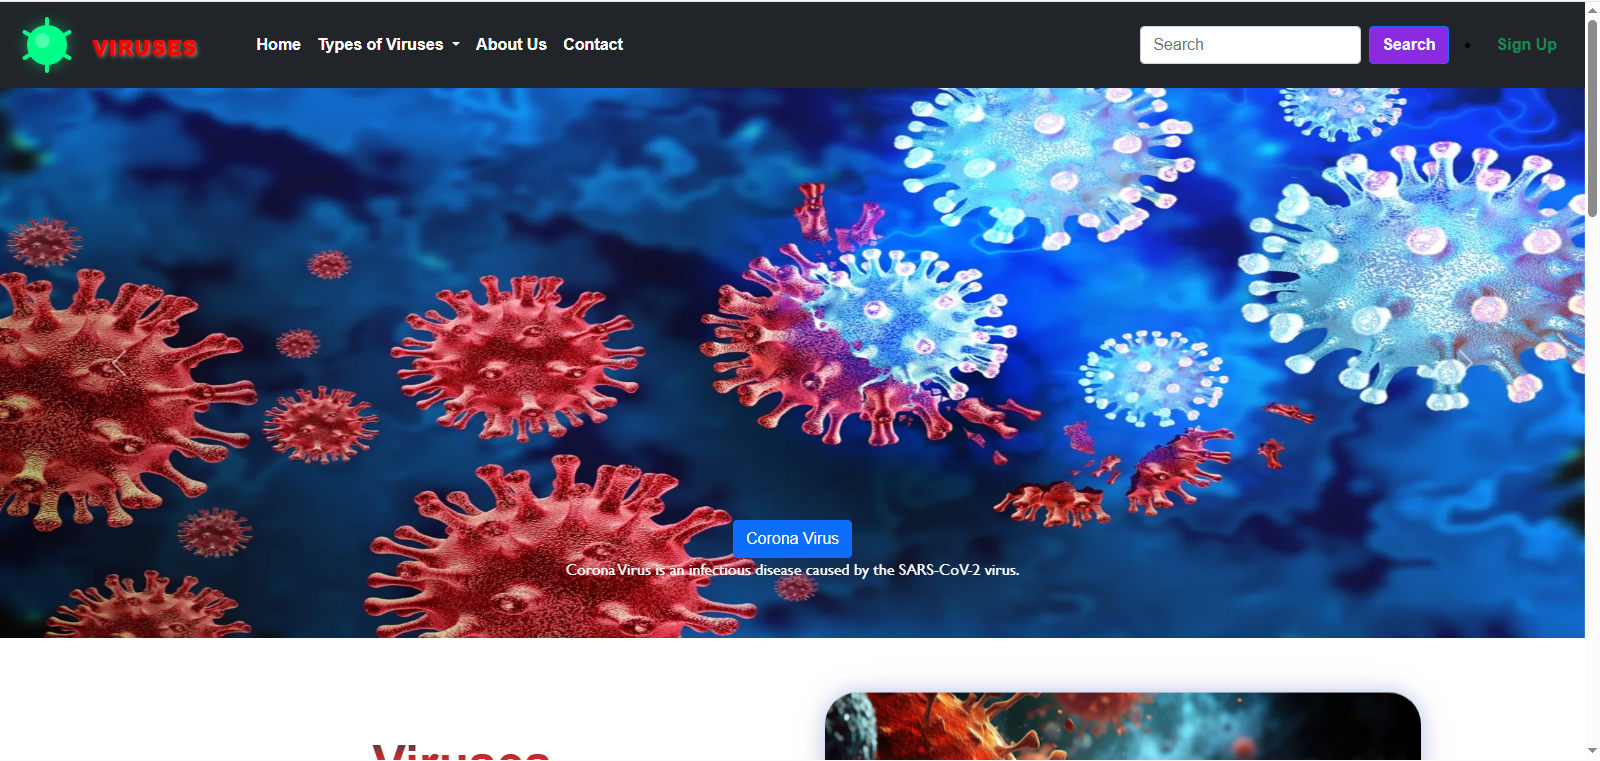 VIRUSES
Home Types of Viruses About Us Contact
Search Search Sign Up
Corona Virus
Corona Virus is an infectious disease caused by the SARS-CoV-2 virus.
Viruses